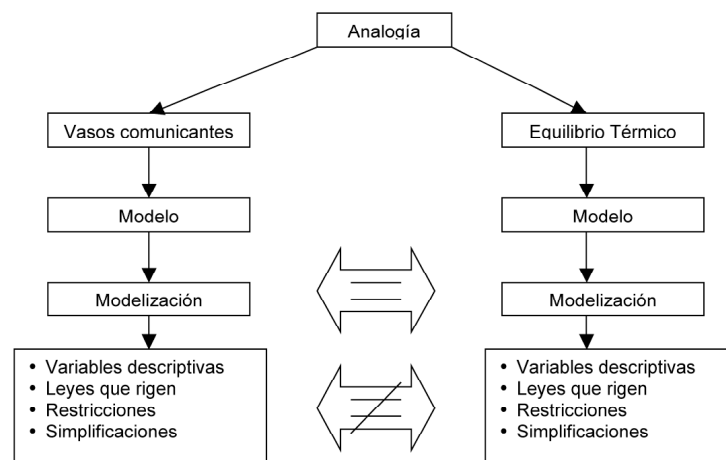 Analogía
Vasos comunicantes
Equilibrio Térmico
Modelo
Modelo
Modelización
Modelización
• Variables descriptivas
• Leyes que rigen
• Restricciones
• Simplificaciones
• Variables descriptivas
• Leyes que rigen
• Restricciones
• Simplificaciones